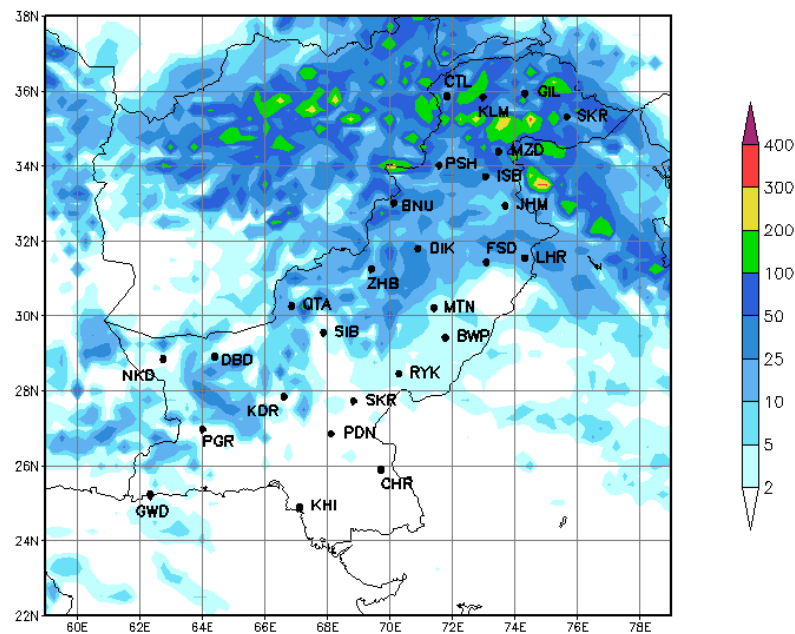 38N
36N
34N
32N
30N
28N
26N
24N
22N
60E 62E 64E 66E 68E 70E 72E 74E 76E 78E
CTL
KLM
GIL
SKR
MZD
PSH
ISB
BNU
JHM
DIK
FSD
LHR
ZHB
QTA
MTN
SIB
BWP
NKD
DBD
RYK
KDR
SKR
PGR
PDN
CHR
GWD
KHI
400
300
200
100
50
25
10
5
2